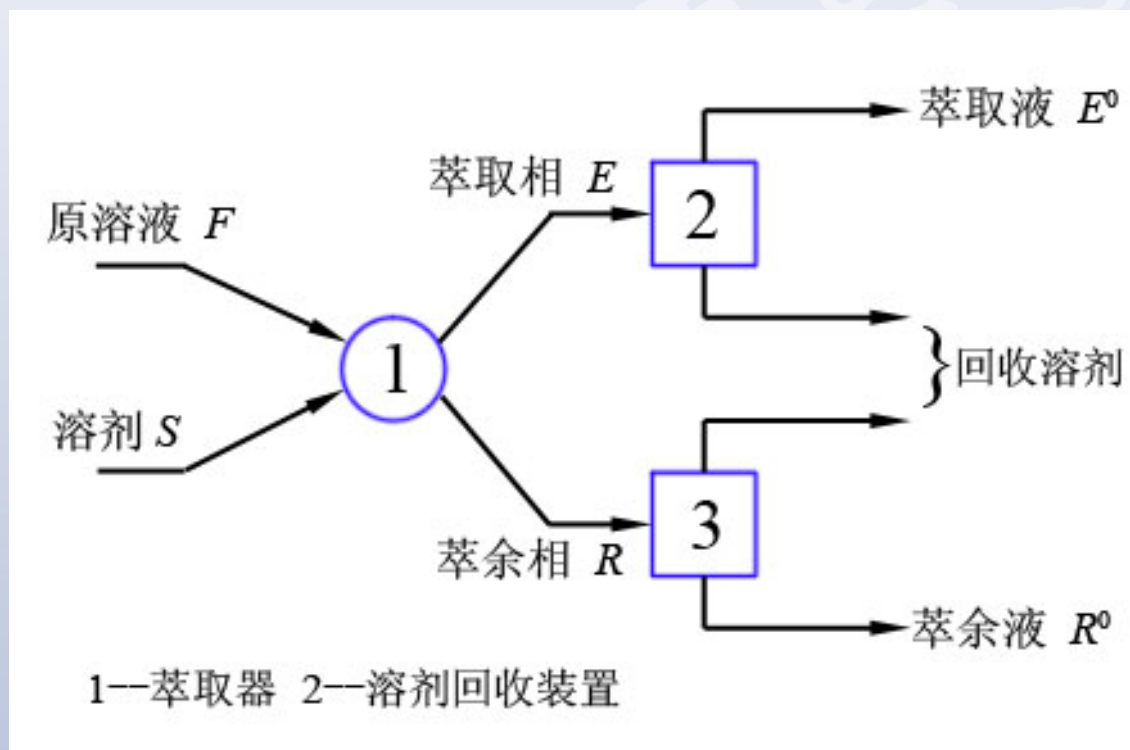 萃取液 E⁰
萃取相 E
原溶液 F
2
1
}回收溶剂
溶剂 S
3
萃余相 R
萃余液 R⁰
1--萃取器 2--溶剂回收装置